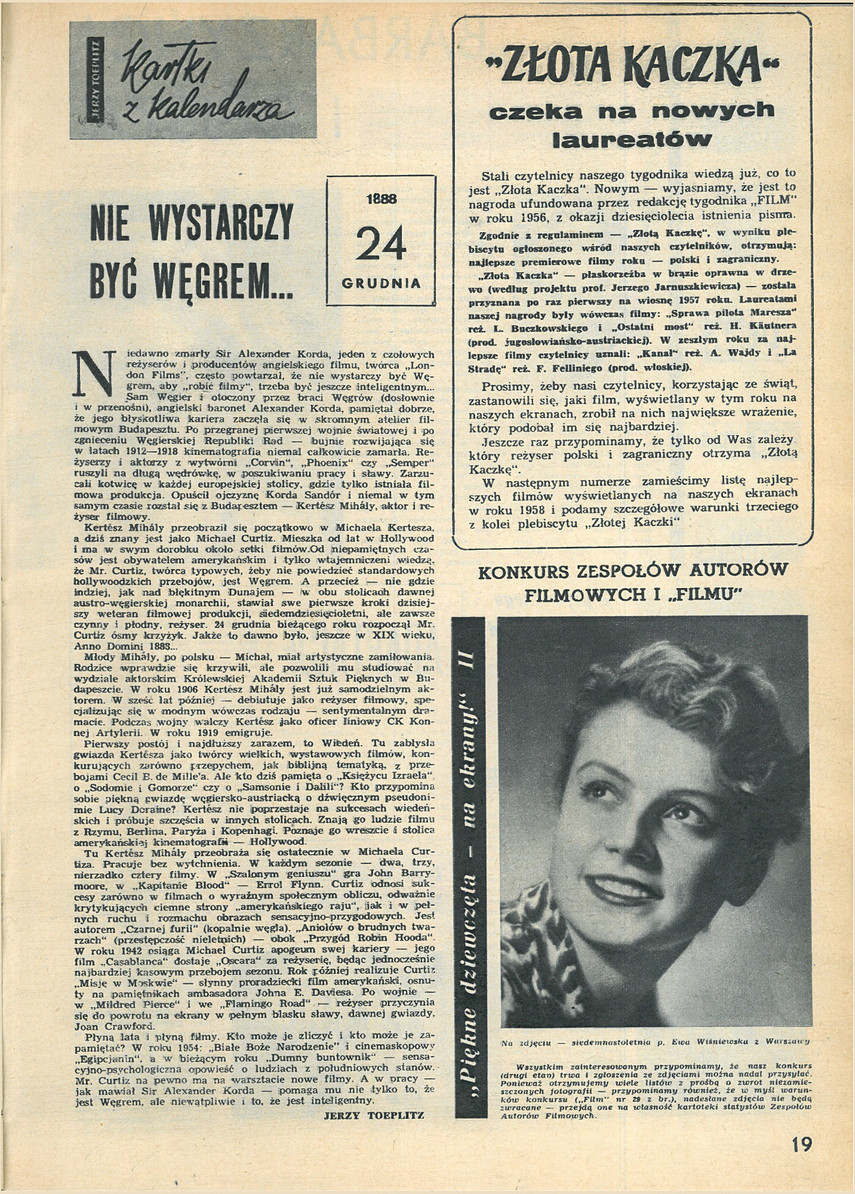 JERZY TOEPLITZ
Kartki
z kalendarza
NIE WYSTARCZY
BYĆ WĘGREM...
1888
24
GRUDNIA
Niedawno zmarły Sir Alexander Korda, jeden z czołowych
reżyserów i producentów angielskiego filmu, twórca „Lon-
don Films", często powtarzał, że nie wystarczy być Wę-
grem, aby „robić filmy", trzeba być jeszcze inteligentnym...
Sam Węgier i otoczony przez braci Węgrów (dosłownie
i w przenośni), angielski baronet Alexander Korda, pamiętał dobrze,
że jego błyskotliwa kariera zaczęła się w skromnym atelier fil-
mowym Budapesztu. Po przegranej pierwszej wojnie światowej i po
zgnieceniu Węgierskiej Republiki Rad — bujnie rozwijająca się
w latach 1912—1918 kinematografia niemal całkowicie zamarła. Re-
żyserzy i aktorzy z wytwórni „Corvin", „Phoenix" czy „Semper"
ruszyli na długą wędrówkę, w poszukiwaniu pracy i sławy. Zarzu-
cali kotwicę w każdej europejskiej stolicy, gdzie tylko istniała fil-
mowa produkcja. Opuścił ojczyznę Korda Sandór i niemal w tym
samym czasie rozstał się z Budapesztem — Kertész Mihály, aktor i re-
żyser filmowy.
Kertész Mihály przeobraził się początkowo w Michaela Kertesza,
a dziś znany jest jako Michael Curtiz. Mieszka od lat w Hollywood
i ma w swym dorobku około setki filmów.Od niepamiętnych cza-
sów jest obywatelem amerykańskim i tylko wtajemniczeni wiedzą,
że Mr. Curtiz, twórca typowych, żeby nie powiedzieć standardowych
hollywoodzkich przebojów, jest Węgrem. A przecież — nie gdzie
indziej, jak nad błękitnym Dunajem — w obu stolicach dawnej
austro-węgierskiej monarchii, stawiał swe pierwsze kroki dzisiej-
szy weteran filmowej produkcji, siedemdziesięcioletni, ale zawsze
czynny i płodny, reżyser. 24 grudnia bieżącego roku rozpoczął Mr.
Curtiz ósmy krzyżyk. Jakże to dawno było, jeszcze w XIX wieku,
Anno Domini 1888...
Młody Mihály, po polsku — Michał, miał artystyczne zamiłowania.
Rodzice wprawdzie się krzywili, ale pozwolili mu studiować na
wydziale aktorskim Królewskiej Akademii Sztuk Pięknych w Bu-
dapeszcie. W roku 1906 Kertész Mihály jest już samodzielnym ak-
torem. W sześć lat później — debiutuje jako reżyser filmowy, spe-
cjalizując się w modnym wówczas rodzaju — sentymentalnym dra-
macie. Podczas wojny walczy Kertész jako oficer liniowy CK Kon-
nej Artylerii. W roku 1919 emigruje.
Pierwszy postój i najdłuższy zarazem, to Wiedeń. Tu zabłysła
gwiazda Kertésza jako twórcy wielkich, wystawowych filmów, kon-
kurujących zarówno przepychem, jak biblijną tematyką, z prze-
bojami Cecil B. de Mille'a. Ale kto dziś pamięta o „Księżycu Izraela",
o „Sodomie i Gomorze" czy o „Samsonie i Dalili"? Kto przypomina
sobie piękną gwiazdę węgiersko-austriacką o dźwięcznym pseudoni-
mie Lucy Doraine? Kertész nie poprzestaje na sukcesach wiedeń-
skich i próbuje szczęścia w innych stolicach. Znają go ludzie filmu
z Rzymu, Berlina, Paryża i Kopenhagi. Poznaje go wreszcie i stolica
amerykańskiej kinematografii — Hollywood.
Tu Kertész Mihály przeobraża się ostatecznie w Michaela Cur-
tiza. Pracuje bez wytchnienia. W każdym sezonie — dwa, trzy,
nierzadko cztery filmy. W „Szalonym geniuszu" gra John Barry-
moore, w „Kapitanie Blood" — Errol Flynn. Curtiz odnosi suk-
cesy zarówno w filmach o wyraźnym społecznym obliczu, odważnie
krytykujących ciemne strony „amerykańskiego raju", jak i w peł-
nych ruchu i rozmachu obrazach sensacyjno-przygodowych. Jest
autorem „Czarnej furii" (kopalnie węgla). „Aniołów o brudnych twa-
rzach" (przestępczość nieletnich) — obok „Przygód Robin Hooda".
W roku 1942 osiąga Michael Curtiz apogeum swej kariery — jego
film „Casablanca" dostaje „Oscara" za reżyserię, będąc jednocześnie
najbardziej kasowym przebojem sezonu. Rok później realizuje Curtiz
„Misję w Moskwie" — słynny proradziecki film amerykański, osnu-
ty na pamiętnikach ambasadora Johna E. Daviesa. Po wojnie —
w „Mildred Pierce" i we „Flamingo Road" — reżyser przyczynia
się do powrotu na ekrany w pełnym blasku sławy, dawnej gwiazdy,
Joan Crawford.
Płyną lata i płyną filmy. Kto może je zliczyć i kto może je za-
pamiętać? W roku 1954: „Białe Boże Narodzenie" i cinemaskopowy
„Egipcjanin", a w bieżącym roku „Dumny buntownik" — sensa-
cyjno-psychologiczna opowieść o ludziach z południowych stanów.
Mr. Curtiz na pewno ma na warsztacie nowe filmy. A w pracy —
jak mawiał Sir Alexander Korda — pomaga mu nie tylko to, że
jest Węgrem, ale niewątpliwie i to, że jest inteligentny.
JERZY TOEPLITZ
„ZŁOTA KACZKA"
czeka na nowych
laureatów
Stali czytelnicy naszego tygodnika wiedzą już, co to
jest „Złota Kaczka". Nowym — wyjasniamy, że jest to
nagroda ufundowana przez redakcję tygodnika „FILM"
w roku 1956, z okazji dziesięciolecia istnienia pisma.
Zgodnie z regulaminem — „Złotą Kaczkę", w wyniku ple-
biscytu ogłoszonego wśród naszych czytelników, otrzymują:
najlepsze premierowe filmy roku — polski i zagraniczny.
„Złota Kaczka" — płaskorzeźba w brązie oprawna w drze-
wo (według projektu prof. Jerzego Jarnuszkiewicza) — została
przyznana po raz pierwszy na wiosnę 1957 roku. Laureatami
naszej nagrody były wówczas filmy: „Sprawa pilota Maresza"
reż. L. Buczkowskiego i „Ostatni most" reż. H. Käutnera
(prod. jugosłowiańsko-austriackiej). W zeszłym roku za naj-
lepsze filmy czytelnicy uznali: „Kanał" reż. A. Wajdy i „La
Stradę" reż. F. Felliniego (prod. włoskiej).
Prosimy, żeby nasi czytelnicy, korzystając ze świąt,
zastanowili się, jaki film, wyświetlany w tym roku na
naszych ekranach, zrobił na nich największe wrażenie,
który podobał im się najbardziej.
Jeszcze raz przypominamy, że tylko od Was zależy
który reżyser polski i zagraniczny otrzyma „Złotą
Kaczkę".
W następnym numerze zamieścimy listę najlep-
szych filmów wyświetlanych na naszych ekranach
w roku 1958 i podamy szczegółowe warunki trzeciego
z kolei plebiscytu „Złotej Kaczki"
KONKURS ZESPOŁÓW AUTORÓW
FILMOWYCH I „FILMU"
„Piękne dziewczęta — na ekrany!" II
Na zdjęciu — siedemnastoletnia p. Ewa Wiśniewska z Warszawy
Wszystkim zainteresowanym przypominamy, że nasz konkurs
(drugi etap) trwa i zgłoszenia ze zdjęciami można nadal przysyłać.
Ponieważ otrzymujemy wiele listów z prośbą o zwrot niezamie-
szczonych fotografii — przypominamy również, że w myśl warun-
ków konkursu („Film" nr 29 z br.), nadesłane zdjęcia nie będą
zwracane — przejdą one na własność kartoteki statystów Zespołów
Autorów Filmowych.
19